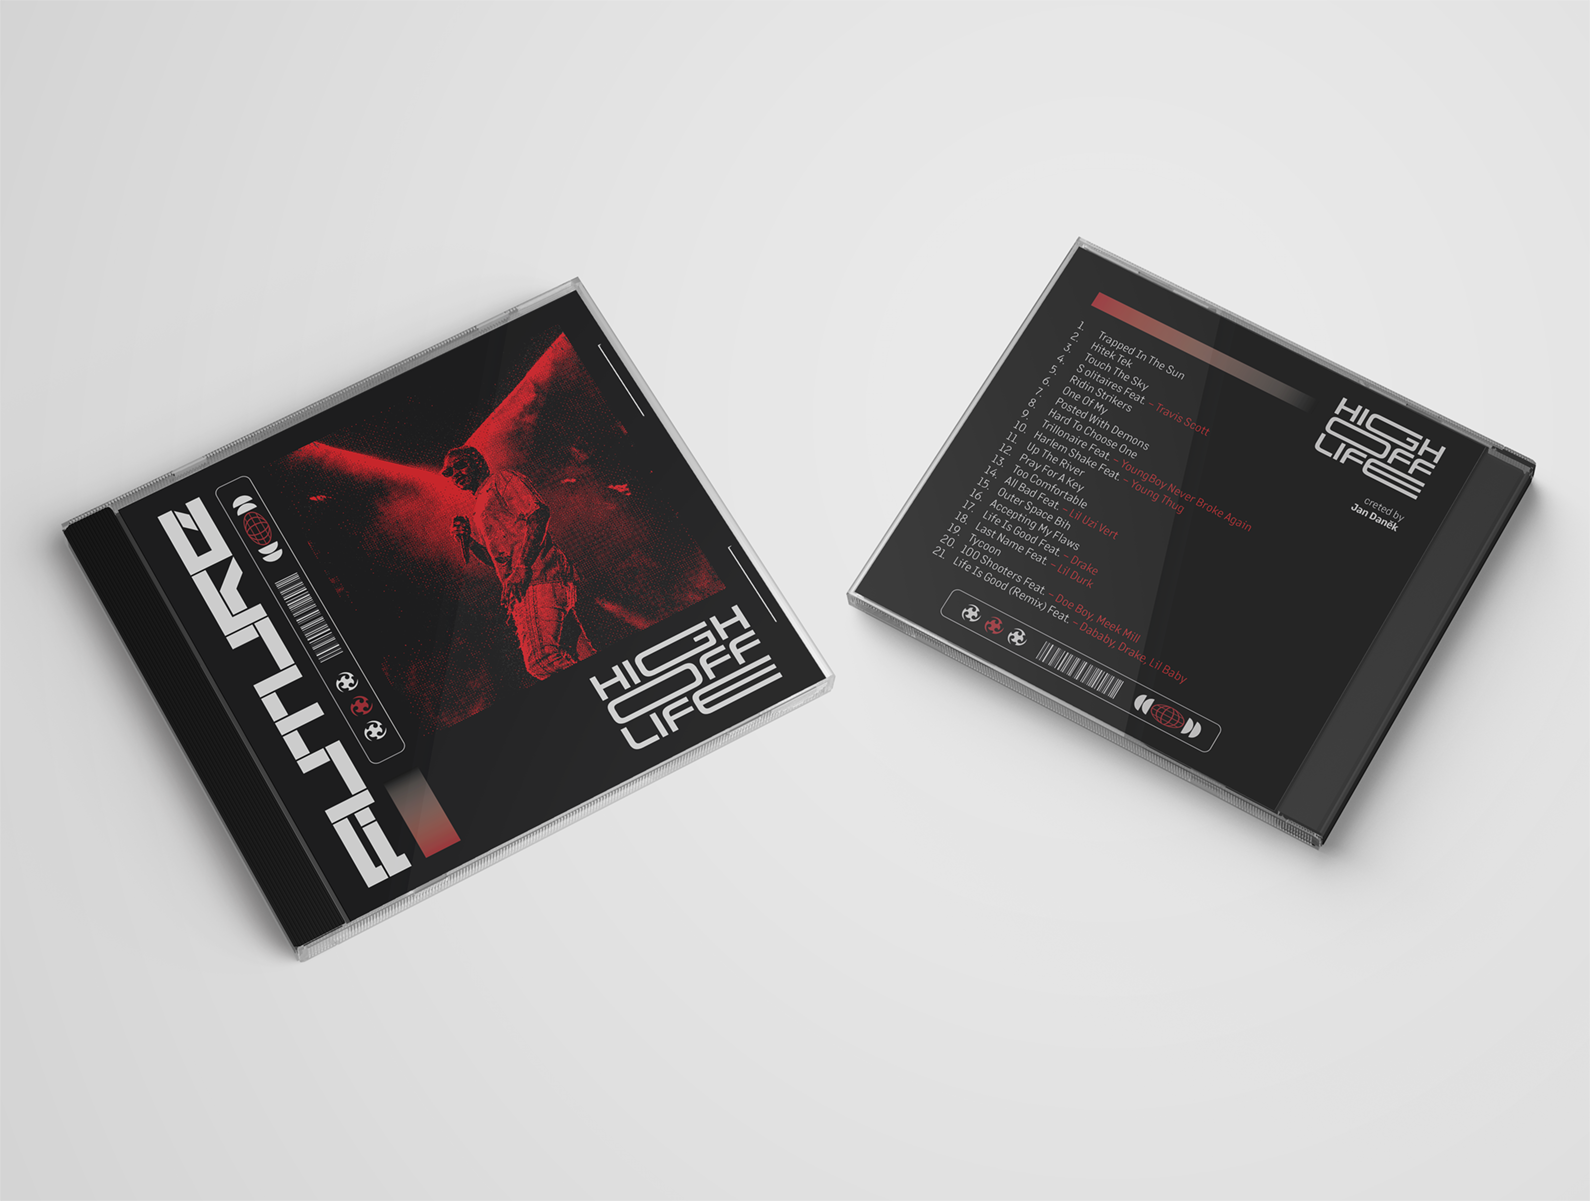 FUTURE
HIGH
OFF
LIFE
1. Trapped In The Sun
2. Hitek Tek
3. Touch The Sky
4. S olitaires Feat. – Travis Scott
5. Ridin Strikers
6. One Of My
7. Posted With Demons
8. Hard To Choose One
9. Trillonaire Feat. – YoungBoy Never Broke Again
10. Harlem Shake Feat. – Young Thug
11. Up The River
12. Pray For A Key
13. Too Comfortable
14. All Bad Feat. – Lil Uzi Vert
15. Outer Space Bih
16. Accepting My Flaws
17. Life Is Good Feat. – Drake
18. Last Name Feat. – Lil Durk
19. Tycoon
20. 100 Shooters Feat. – Doe Boy, Meek Mill
21. Life Is Good (Remix) Feat. – Dababy, Drake, Lil Baby
HIGH
OFF
LIFE
creted by
Jan Daněk